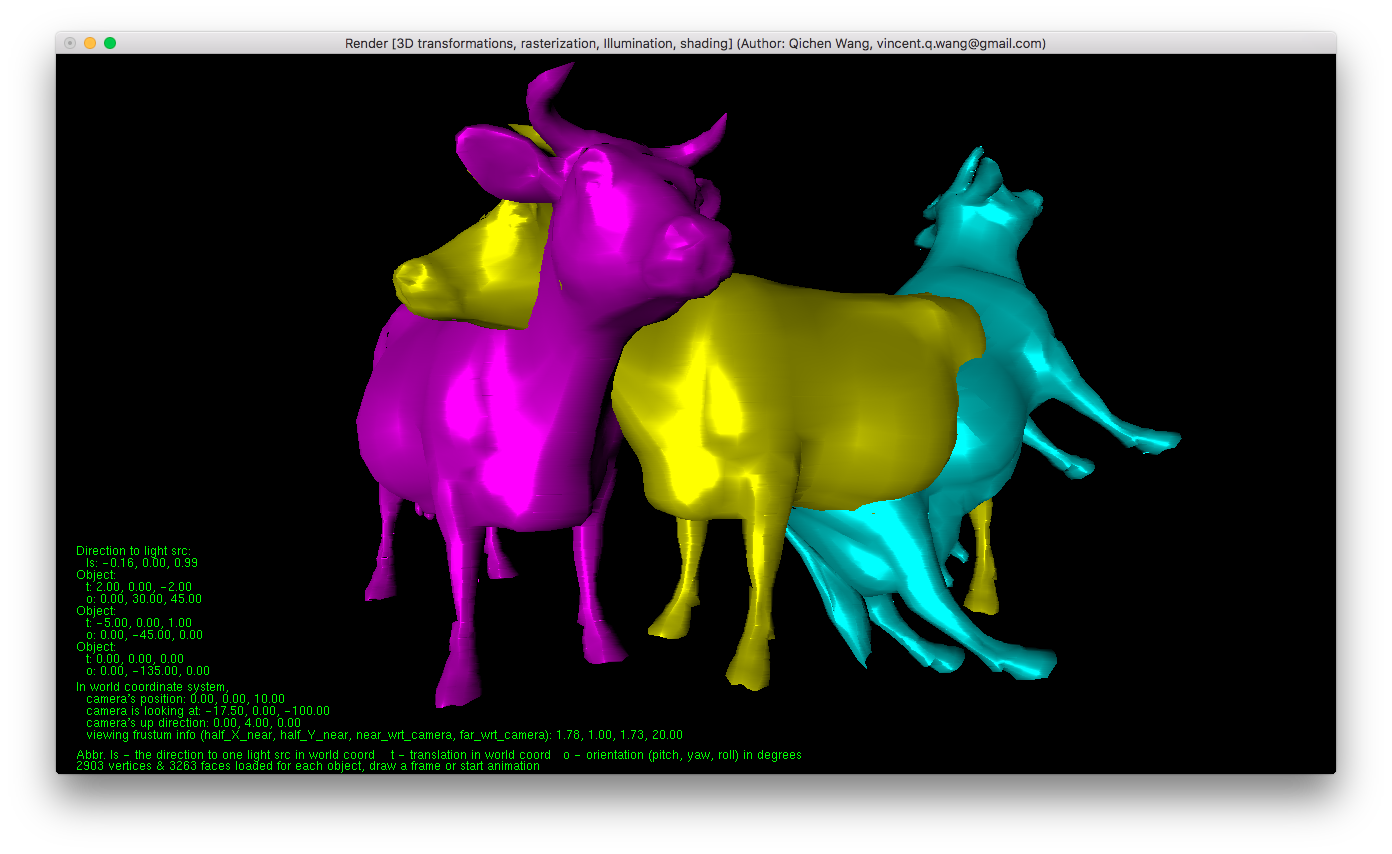 Render [3D transformations, rasterization, Illumination, shading] (Author: Qichen Wang, vincent.q.wang@gmail.com)
Direction to light src:
ls: −0.16, 0.00, 0.99
Object:
t: 2.00, 0.00, −2.00
o: 0.00, 30.00, 45.00
Object:
t: −5.00, 0.00, 1.00
o: 0.00, −45.00, 0.00
Object:
t: 0.00, 0.00, 0.00
o: 0.00, −135.00, 0.00
In world coordinate system,
camera's position: 0.00, 0.00, 10.00
camera is looking at: −17.50, 0.00, −100.00
camera's up direction: 0.00, 4.00, 0.00
viewing frustum info (half_X_near, half_Y_near, near_wrt_camera, far_wrt_camera): 1.78, 1.00, 1.73, 20.00
Abbr. ls − the direction to one light src in world coord    t − translation in world coord   o − orientation (pitch, yaw, roll) in degrees
2903 vertices & 3263 faces loaded for each object, draw a frame or start animation